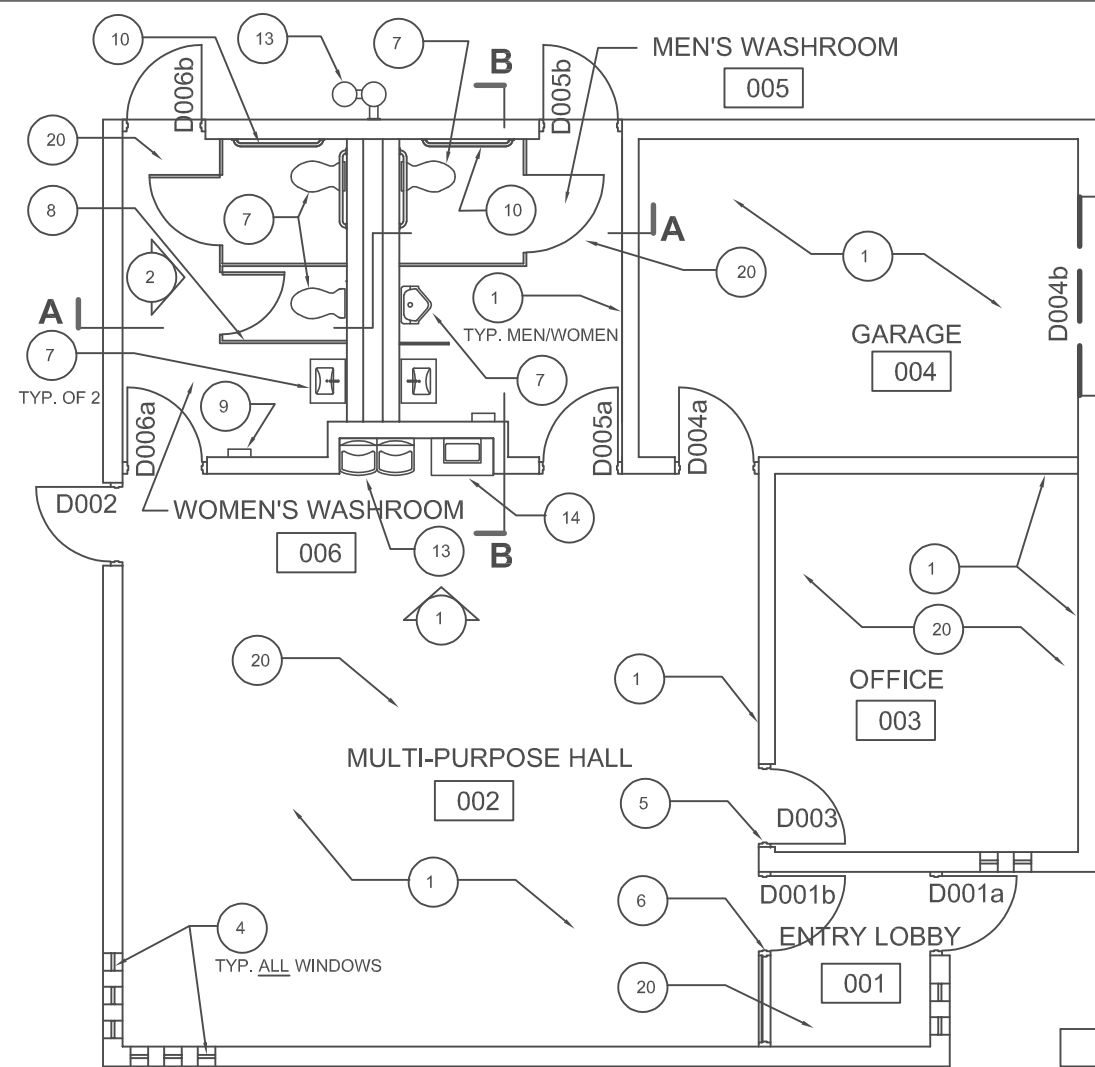 10
13
7
B
MEN'S WASHROOM
005
D006b
D005b
20
8
7
10
A
20
1
2
1
TYP. MEN/WOMEN
A
GARAGE
004
D004b
7
TYP. OF 2
9
7
D006a
D005a
D004a
D002
WOMEN'S WASHROOM
006
14
13
B
1
1
20
20
1
OFFICE
003
MULTI-PURPOSE HALL
002
5
D003
1
D001b
D001a
6
4
TYP. ALL WINDOWS
ENTRY LOBBY
001
20